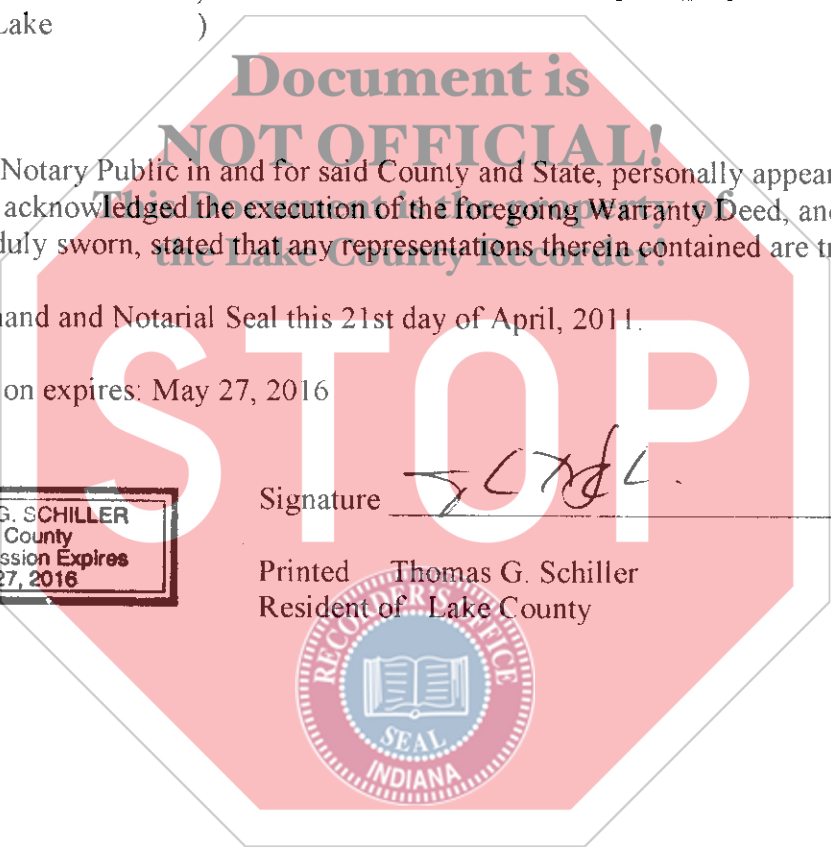 Lake )
Document is
NOT OFFICIAL!
Notary Public in and for said County and State, personally appear
This Document is the property of
acknowledged the execution of the foregoing Warranty Deed, and
the Lake County Recorder!
duly sworn, stated that any representations therein contained are tr
hand and Notarial Seal this 21st day of April, 2011.
on expires: May 27, 2016
STOP
G. SCHILLER
County
ssion Expires
27, 2016
Signature
Printed Thomas G. Schiller
Resident of Lake County
RECORDER'S OFFICE
SEAL
INDIANA